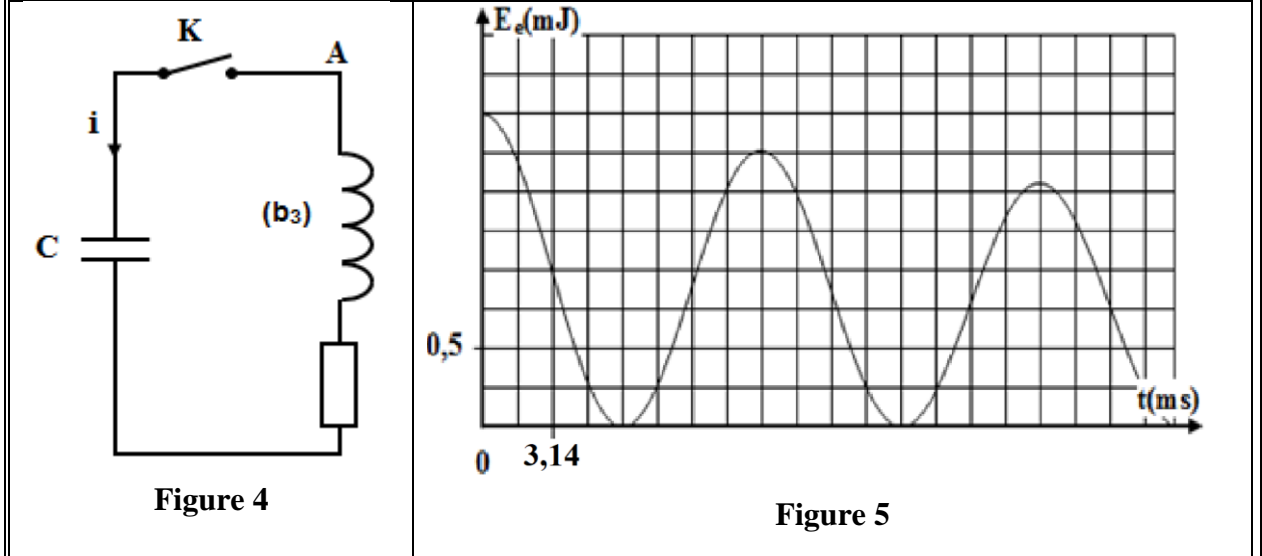 K
A
i
(b₃)
C
Figure 4
Eₑ(mJ)
0,5
t(ms)
0
3,14
Figure 5